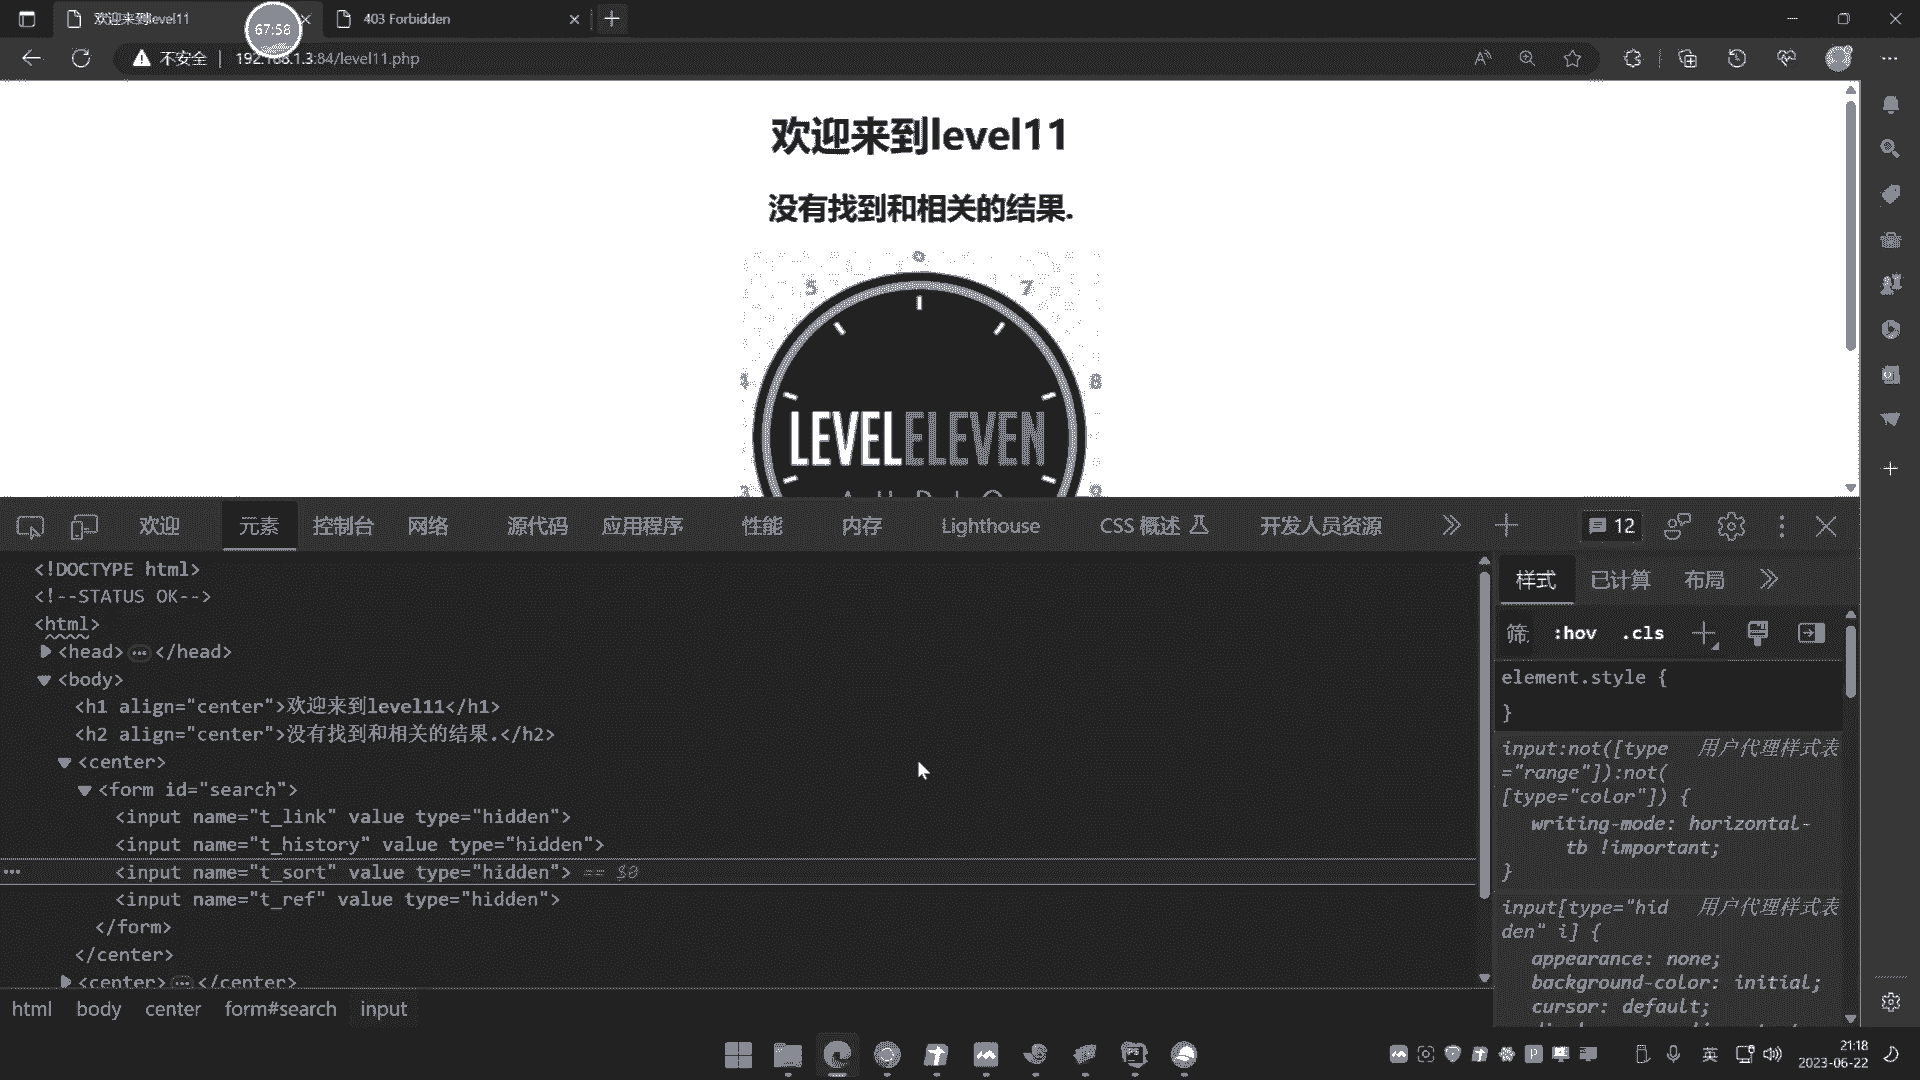 欢迎来到level11
403 Forbidden
67:58
不安全
192.168.1.3:84/level11.php
欢迎来到level11
没有找到和相关的结果.
6
5
7
4
8
LEVELELEVEN
3
9
AUDIO
欢迎
元素
控制台
网络
源代码
应用程序
性能
内存
Lighthouse
CSS 概述
开发人员资源
12
<!DOCTYPE html>
<!--STATUS OK-->
<html>
<head>…</head>
<body>
<h1 align="center">欢迎来到level11</h1>
<h2 align="center">没有找到和相关的结果.</h2>
<center>
<form id="search">
<input name="t_link" value type="hidden">
<input name="t_history" value type="hidden">
<input name="t_sort" value type="hidden"> == $0
<input name="t_ref" value type="hidden">
</form>
</center>
<center>…</center>
html body center form#search input
样式
已计算
布局
筛
:hov
.cls
element.style {
}
input:not([type 用户代理样式表
="range"]):not(
[type="color"]) {
writing-mode: horizontal-
tb !important;
}
input[type="hid 用户代理样式表
den" i] {
appearance: none;
background-color: initial;
cursor: default;
英
21:18
2023-06-22